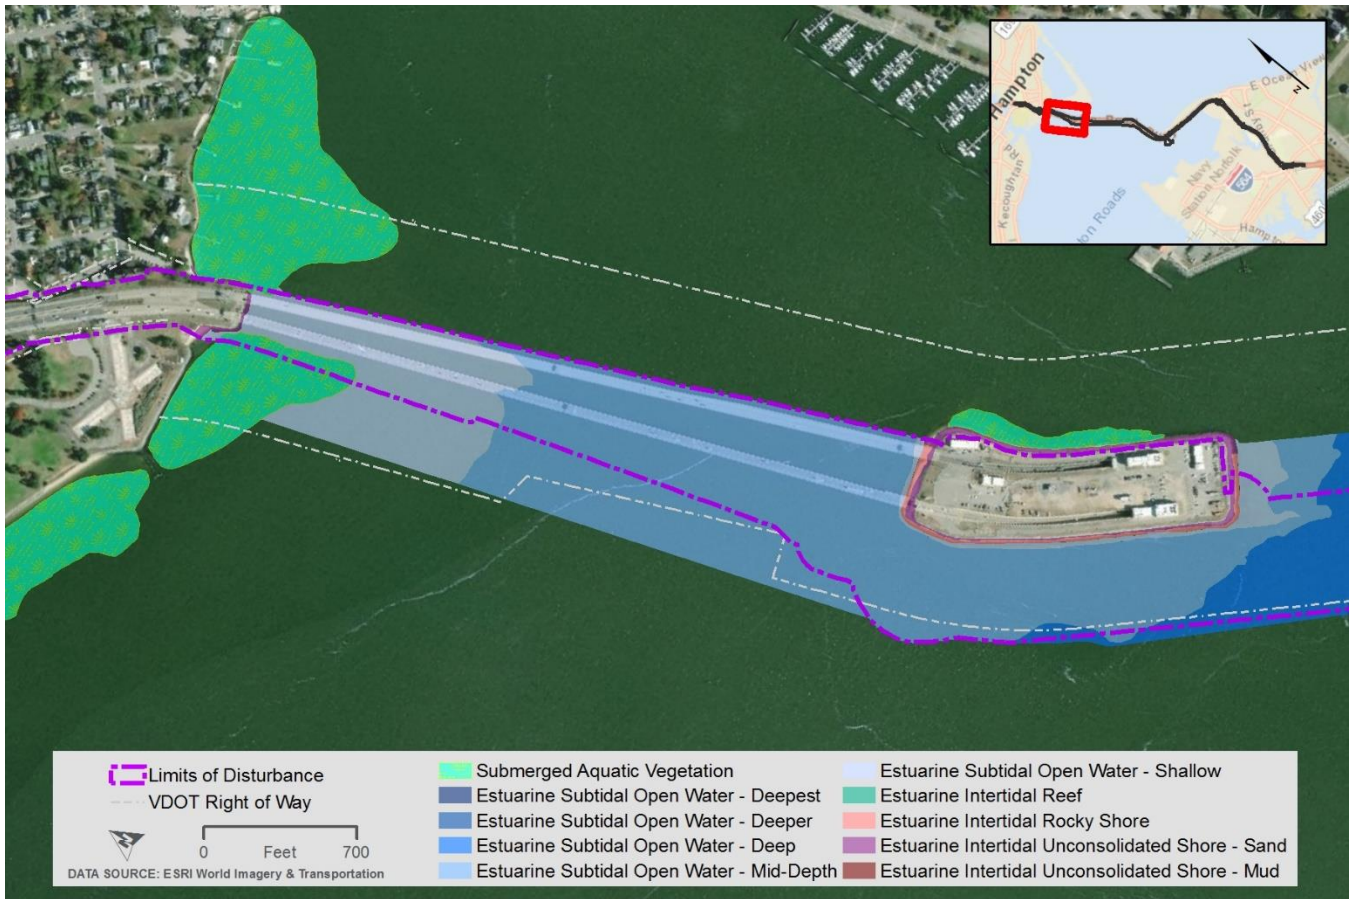 Hampton
E Ocean View
Kecoughtan Rd
Navy
Station Norfolk
564
460
N
Limits of Disturbance
VDOT Right of Way
N
0 Feet 700
DATA SOURCE: ESRI World Imagery & Transportation
Submerged Aquatic Vegetation
Estuarine Subtidal Open Water - Deepest
Estuarine Subtidal Open Water - Deeper
Estuarine Subtidal Open Water - Deep
Estuarine Subtidal Open Water - Mid-Depth
Estuarine Subtidal Open Water - Shallow
Estuarine Intertidal Reef
Estuarine Intertidal Rocky Shore
Estuarine Intertidal Unconsolidated Shore - Sand
Estuarine Intertidal Unconsolidated Shore - Mud